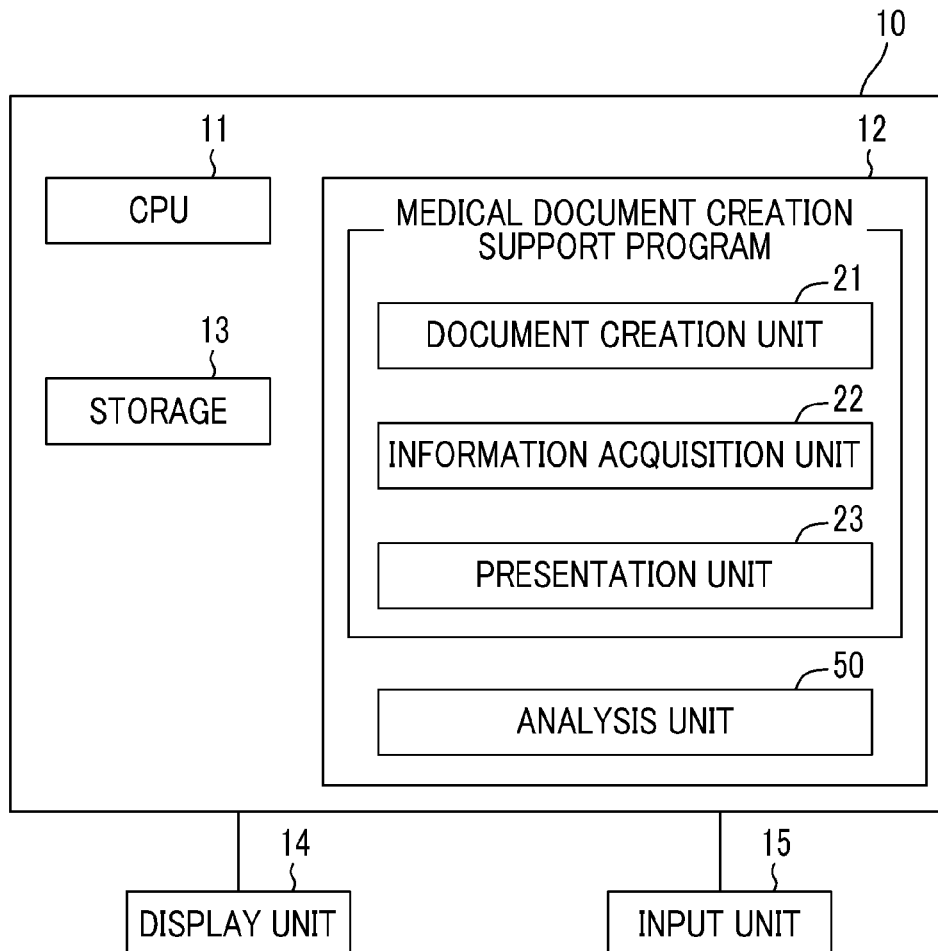 10
11
12
CPU
MEDICAL DOCUMENT CREATION
SUPPORT PROGRAM
21
DOCUMENT CREATION UNIT
13
STORAGE
22
INFORMATION ACQUISITION UNIT
23
PRESENTATION UNIT
50
ANALYSIS UNIT
14
15
DISPLAY UNIT
INPUT UNIT